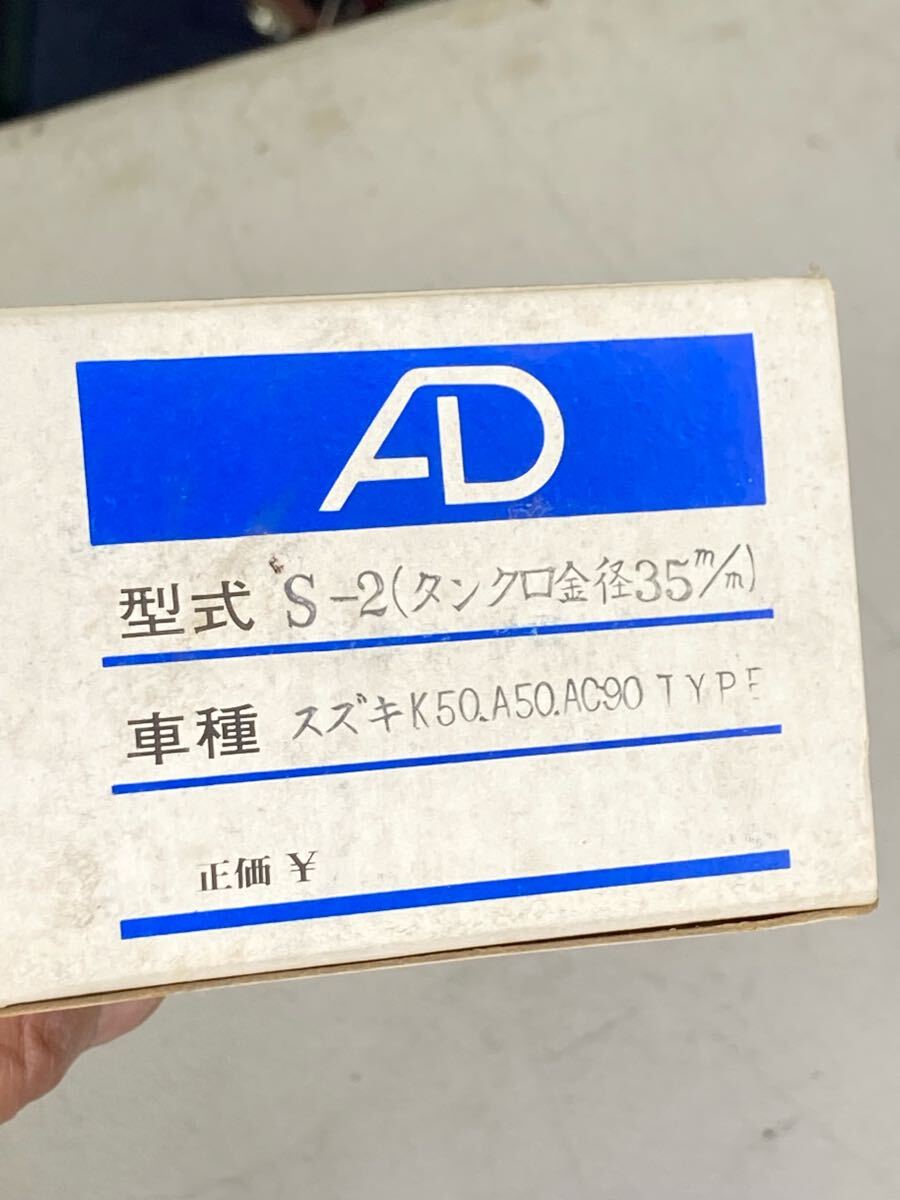 AD
型式 S-2(タンク口金径35m/m)
車種 スズキK50.A50.AC90 TYPE
正価 ¥